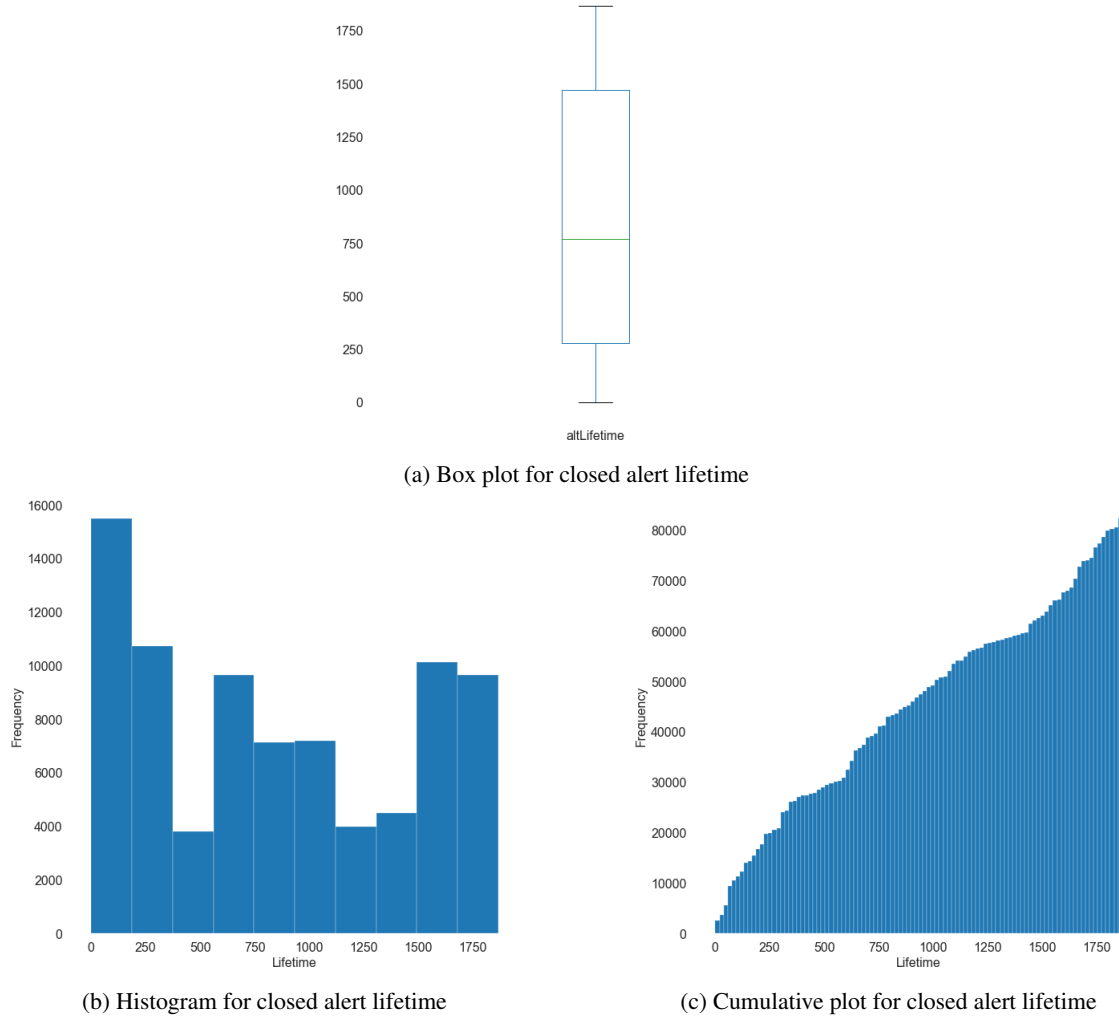 1750
1500
1250
1000
750
500
250
0
altLifetime
(a) Box plot for closed alert lifetime
16000
14000
12000
10000
8000
6000
4000
2000
0
Frequency
0 250 500 750 1000 1250 1500 1750
Lifetime
(b) Histogram for closed alert lifetime
80000
70000
60000
50000
40000
30000
20000
10000
0
Frequency
0 250 500 750 1000 1250 1500 1750
Lifetime
(c) Cumulative plot for closed alert lifetime